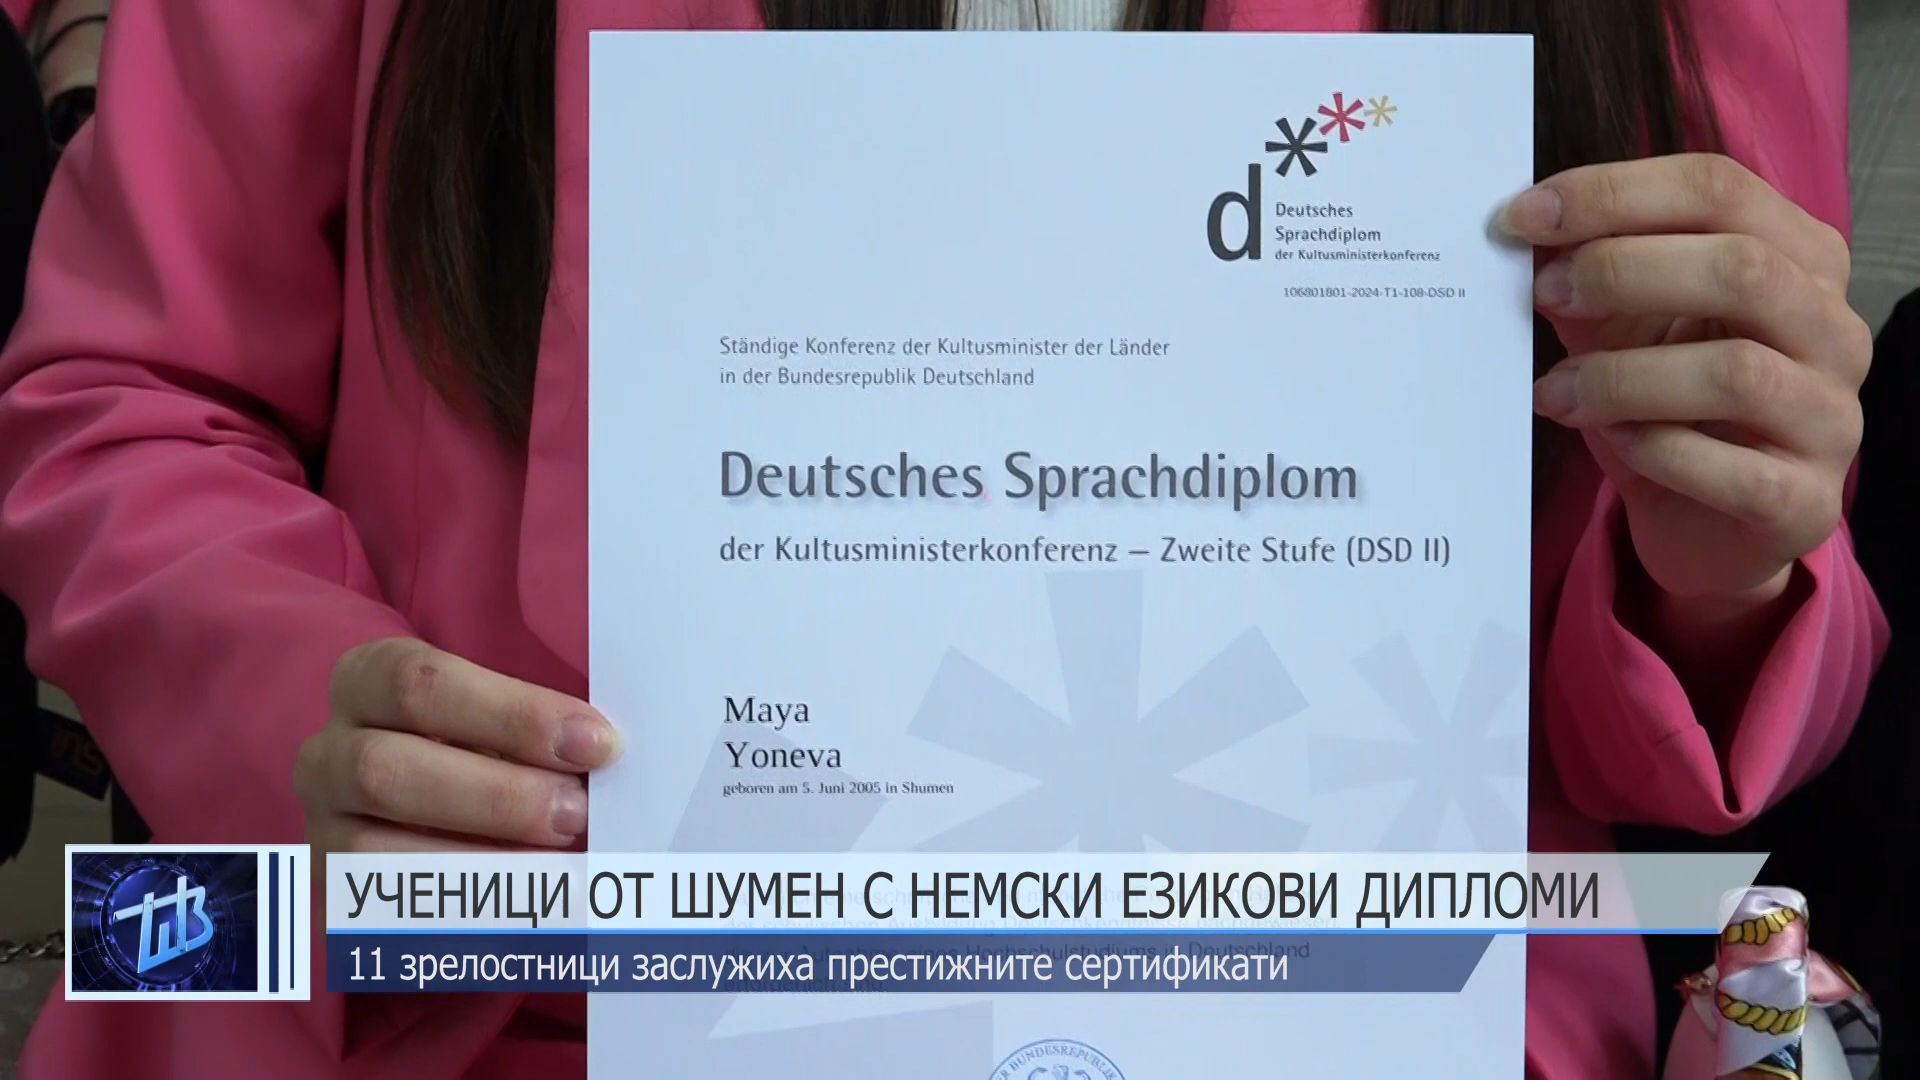 d
Deutsches
Sprachdiplom
der Kultusministerkonferenz
106801801-2024-T1-108-DSD II
Ständige Konferenz der Kultusminister der Länder
in der Bundesrepublik Deutschland
Deutsches Sprachdiplom
der Kultusministerkonferenz – Zweite Stufe (DSD II)
Maya
Yoneva
geboren am 5. Juni 2005 in Shumen
УЧЕНИЦИ ОТ ШУМЕН С НЕМСКИ ЕЗИКОВИ ДИПЛОМИ
11 зрелостници заслужиха престижните сертификати
Deutschland
BUNDESREPUBLIK